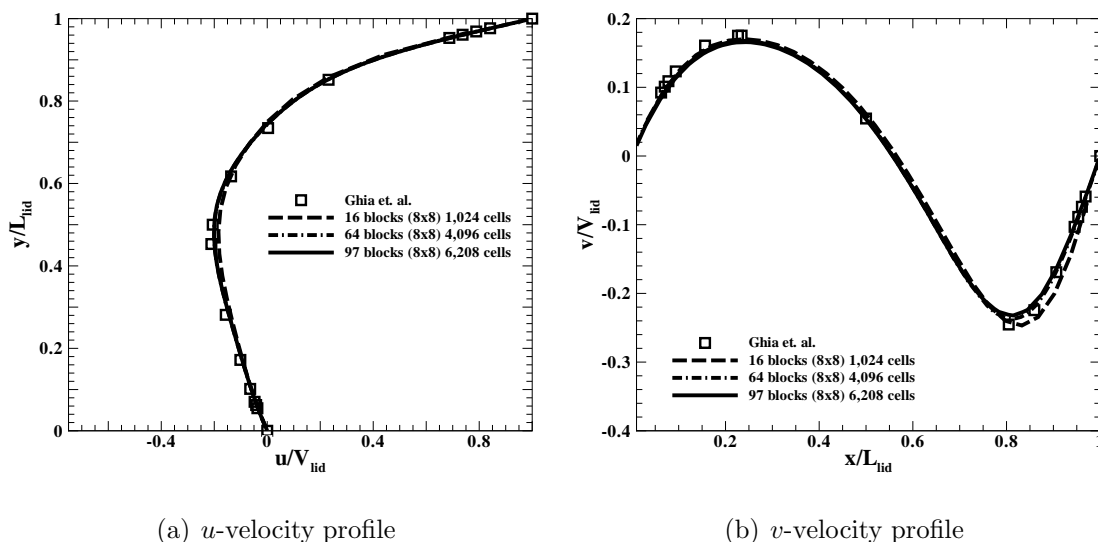 y/L_lid
1
0.8
0.6
0.4
0.2
0
-0.4
0
0.4
0.8
u/V_lid
Ghia et. al.
16 blocks (8x8) 1,024 cells
64 blocks (8x8) 4,096 cells
97 blocks (8x8) 6,208 cells
(a) u-velocity profile
v/V_lid
0.2
0.1
0
-0.1
-0.2
-0.3
-0.4
0.2
0.4
0.6
0.8
1
x/L_lid
Ghia et. al.
16 blocks (8x8) 1,024 cells
64 blocks (8x8) 4,096 cells
97 blocks (8x8) 6,208 cells
(b) v-velocity profile